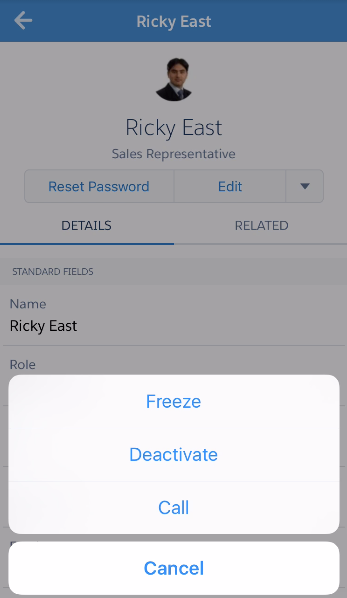 Ricky East
Ricky East
Sales Representative
Reset Password Edit
DETAILS RELATED
STANDARD FIELDS
Name
Ricky East
Role
Freeze
Deactivate
Call
Cancel